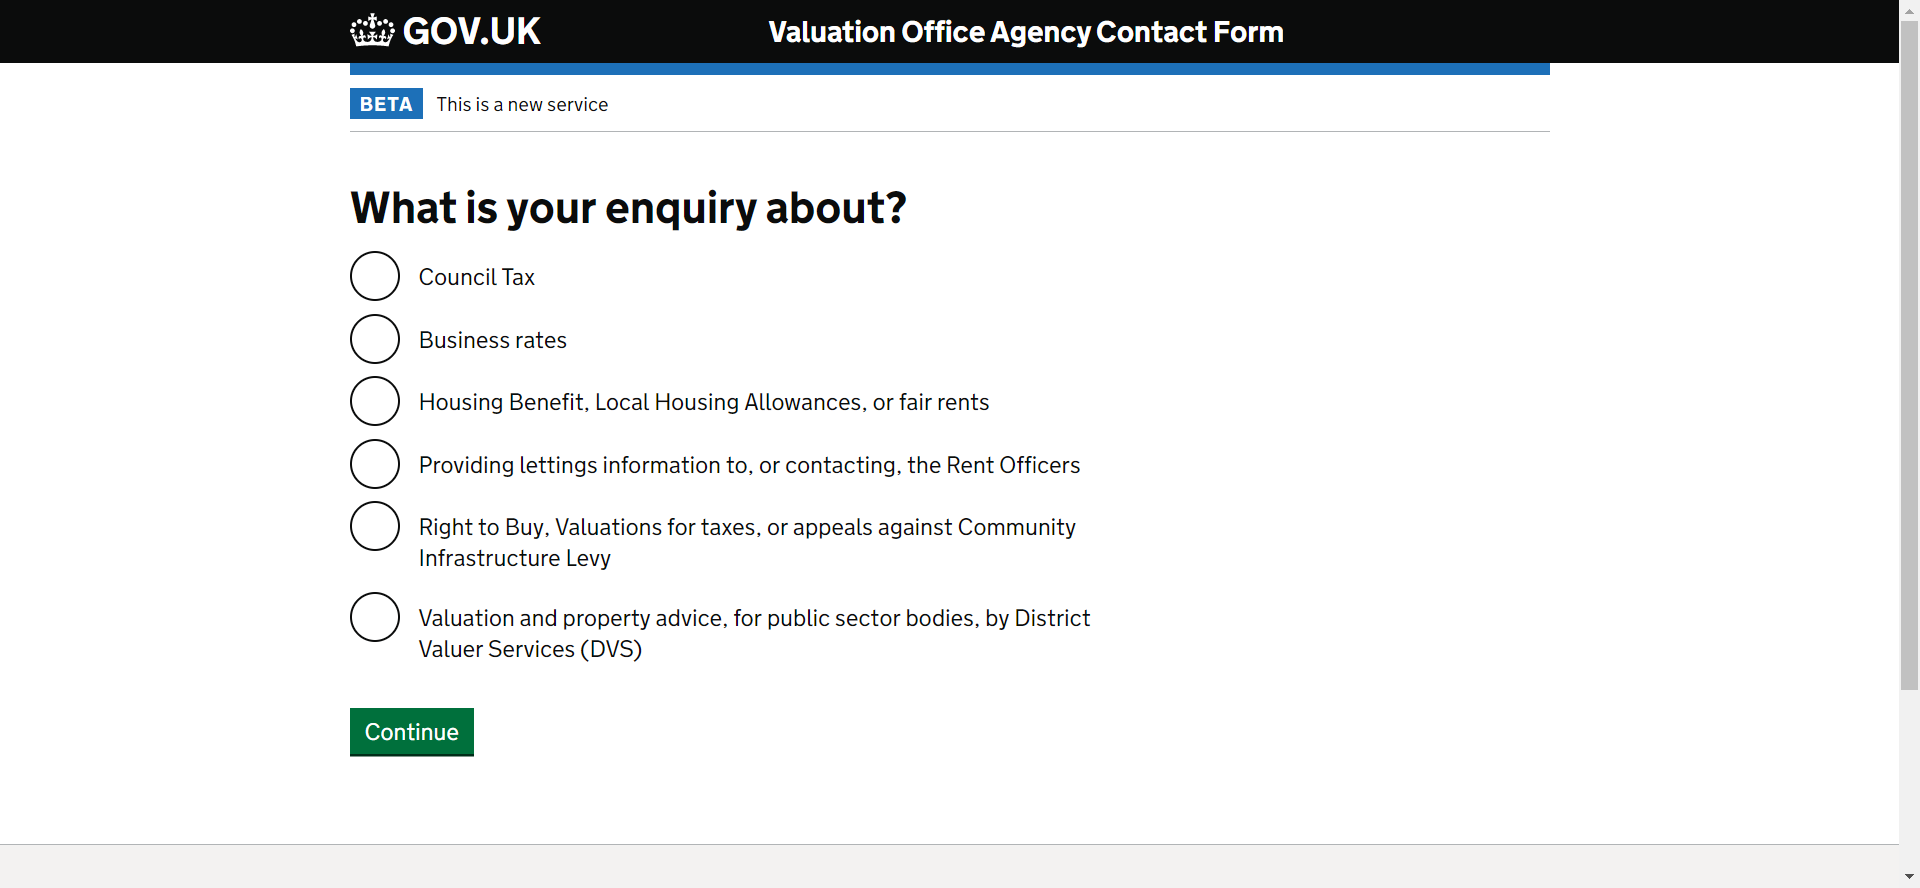 GOV.UK
Valuation Office Agency Contact Form
BETA This is a new service
What is your enquiry about?
Council Tax
Business rates
Housing Benefit, Local Housing Allowances, or fair rents
Providing lettings information to, or contacting, the Rent Officers
Right to Buy, Valuations for taxes, or appeals against Community
Infrastructure Levy
Valuation and property advice, for public sector bodies, by District
Valuer Services (DVS)
Continue